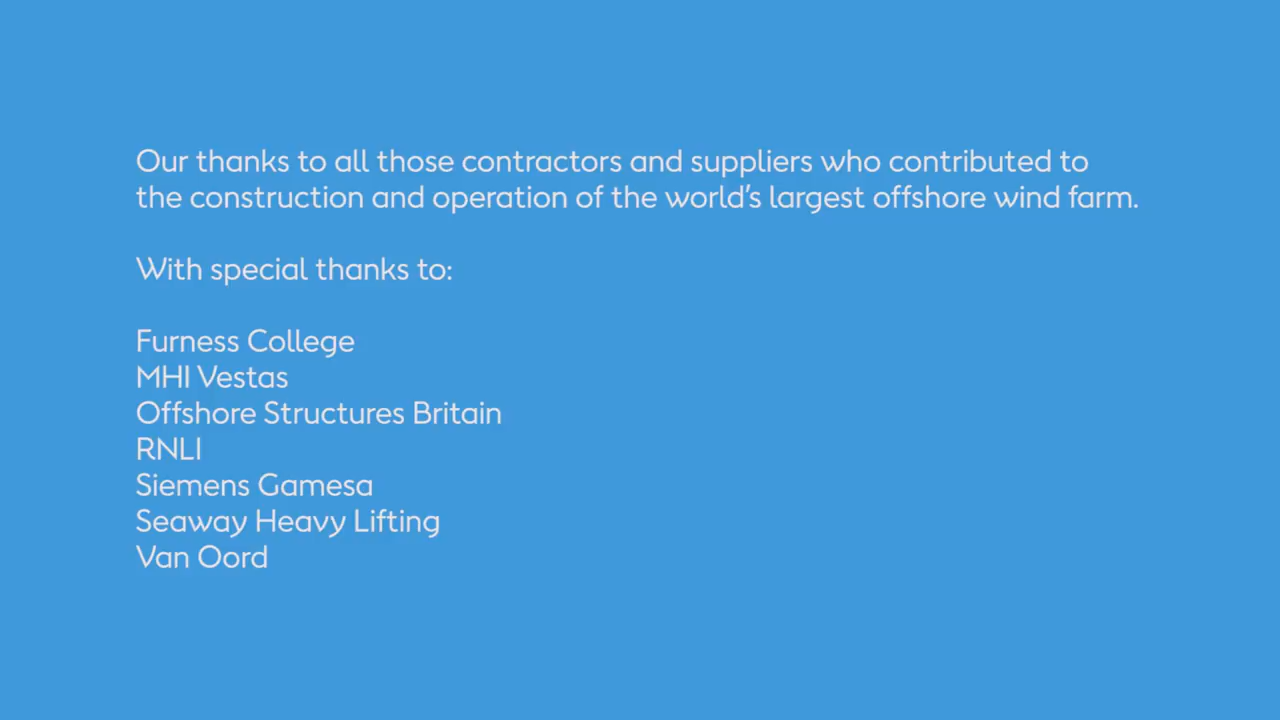 Our thanks to all those contractors and suppliers who contributed to
the construction and operation of the world's largest offshore wind farm.
With special thanks to:
Furness College
MHI Vestas
Offshore Structures Britain
RNLI
Siemens Gamesa
Seaway Heavy Lifting
Van Oord